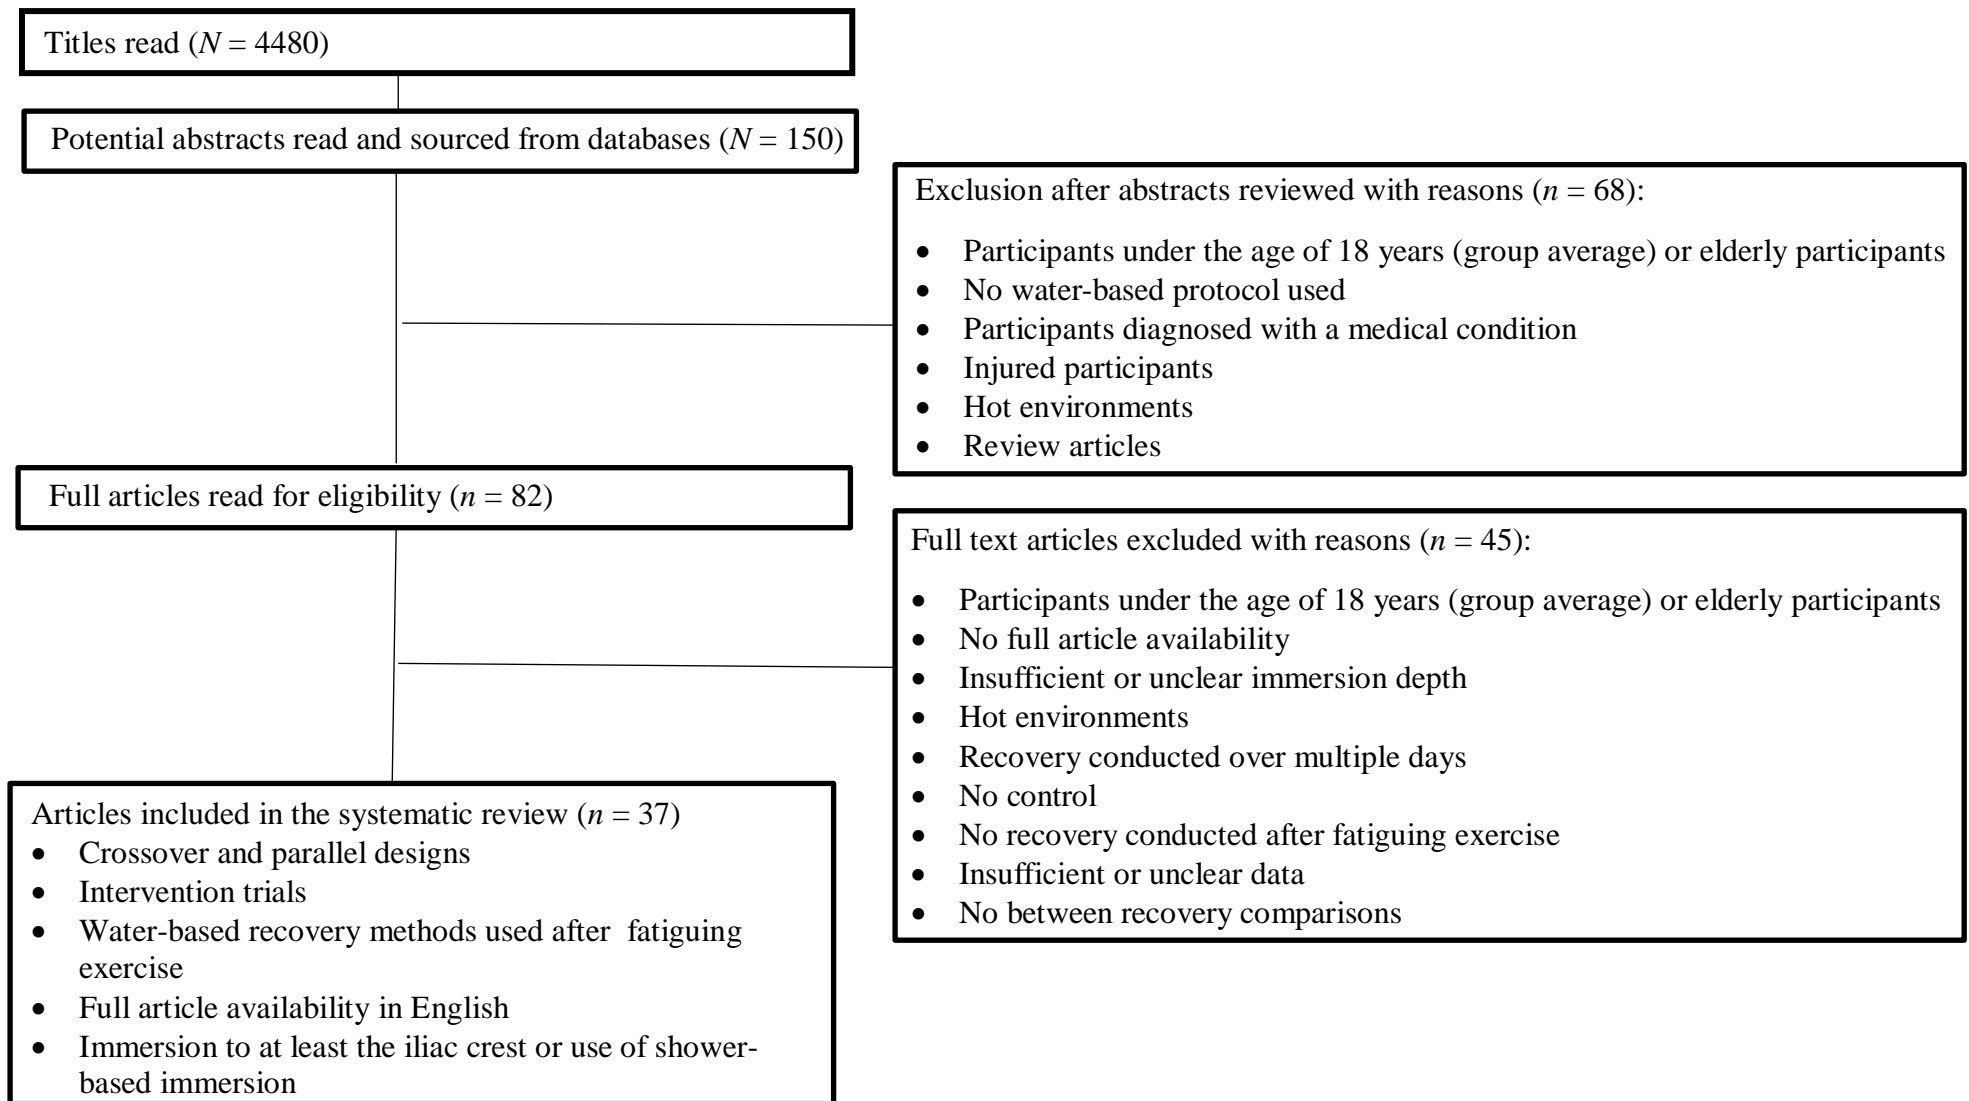 Titles read (N = 4480)
Potential abstracts read and sourced from databases (N = 150)
Exclusion after abstracts reviewed with reasons (n = 68):
• Participants under the age of 18 years (group average) or elderly participants
• No water-based protocol used
• Participants diagnosed with a medical condition
• Injured participants
• Hot environments
• Review articles
Full articles read for eligibility (n = 82)
Full text articles excluded with reasons (n = 45):
• Participants under the age of 18 years (group average) or elderly participants
• No full article availability
• Insufficient or unclear immersion depth
• Hot environments
• Recovery conducted over multiple days
• No control
• No recovery conducted after fatiguing exercise
• Insufficient or unclear data
• No between recovery comparisons
Articles included in the systematic review (n = 37)
• Crossover and parallel designs
• Intervention trials
• Water-based recovery methods used after fatiguing
exercise
• Full article availability in English
• Immersion to at least the iliac crest or use of shower-
based immersion